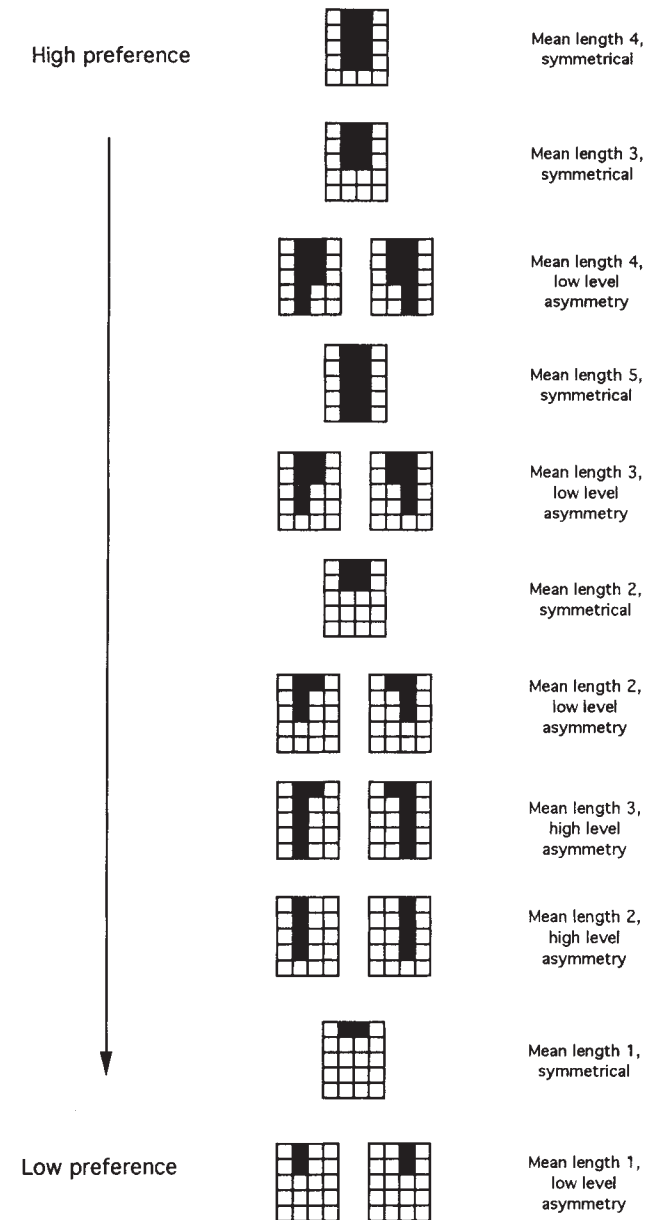 High preference
Mean length 4,
symmetrical
Mean length 3,
symmetrical
Mean length 4,
low level
asymmetry
Mean length 5,
symmetrical
Mean length 3,
low level
asymmetry
Mean length 2,
symmetrical
Mean length 2,
low level
asymmetry
Mean length 3,
high level
asymmetry
Mean length 2,
high level
asymmetry
Mean length 1,
symmetrical
Low preference
Mean length 1,
low level
asymmetry